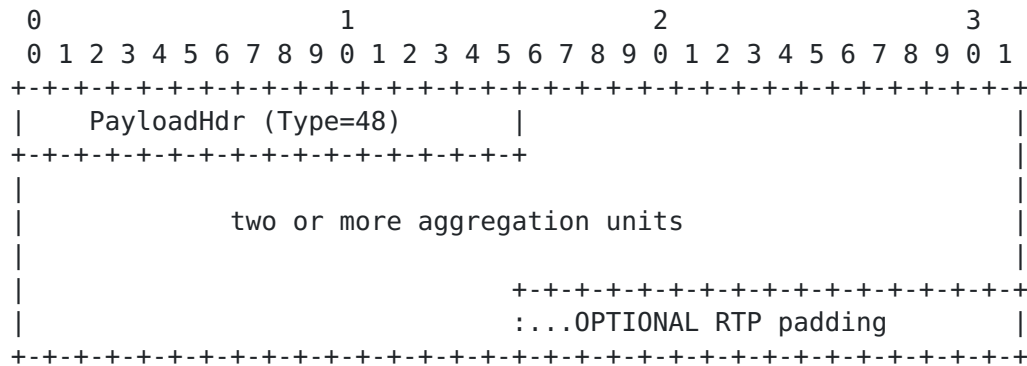 0                   1                   2                   3
 0 1 2 3 4 5 6 7 8 9 0 1 2 3 4 5 6 7 8 9 0 1 2 3 4 5 6 7 8 9 0 1
+-+-+-+-+-+-+-+-+-+-+-+-+-+-+-+-+-+-+-+-+-+-+-+-+-+-+-+-+-+-+-+-+
|    PayloadHdr (Type=48)       |                               |
+-+-+-+-+-+-+-+-+-+-+-+-+-+-+-+-+                               |
|                                                               |
|             two or more aggregation units                     |
|                                                               |
|                               +-+-+-+-+-+-+-+-+-+-+-+-+-+-+-+-+
|                               :...OPTIONAL RTP padding        |
+-+-+-+-+-+-+-+-+-+-+-+-+-+-+-+-+-+-+-+-+-+-+-+-+-+-+-+-+-+-+-+-+